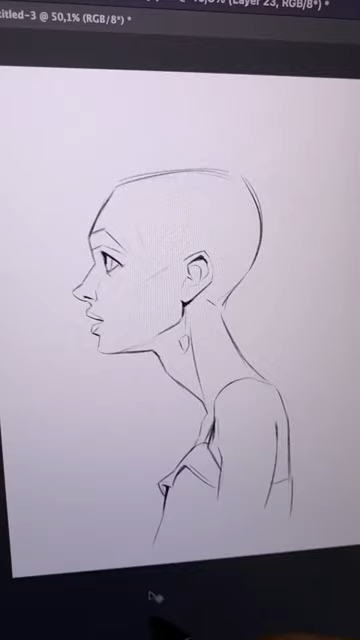 (Layer 23, RGB/8*) *
itled-3 @ 50,1% (RGB/8*) *